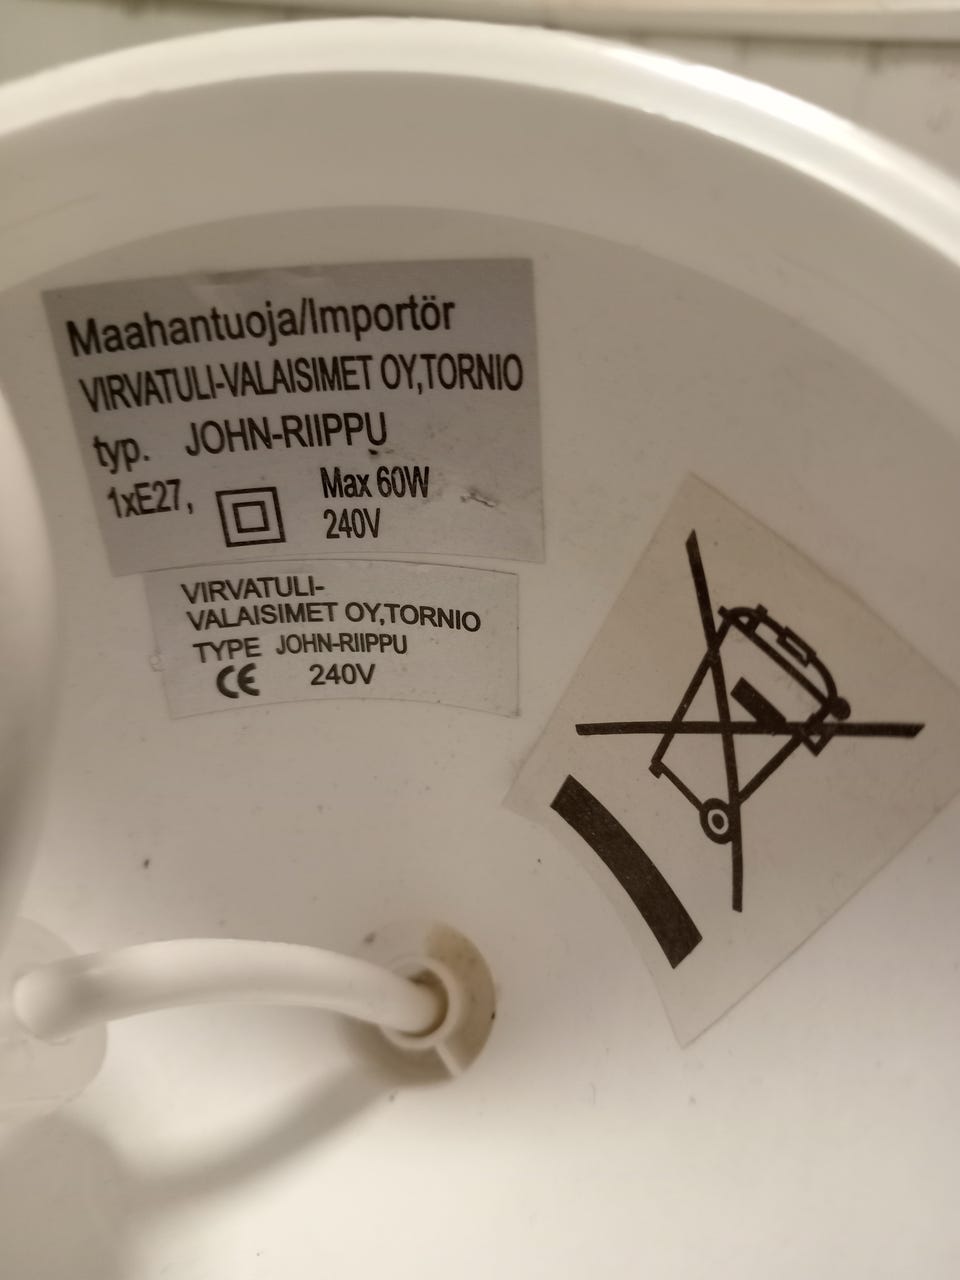 Maahantuoja/Importör
VIRVATULI-VALAISIMET OY,TORNIO
typ. JOHN-RIIPPU
1xE27, Max 60W
240V
VIRVATULI-
VALAISIMET OY,TORNIO
TYPE JOHN-RIIPPU
CE 240V